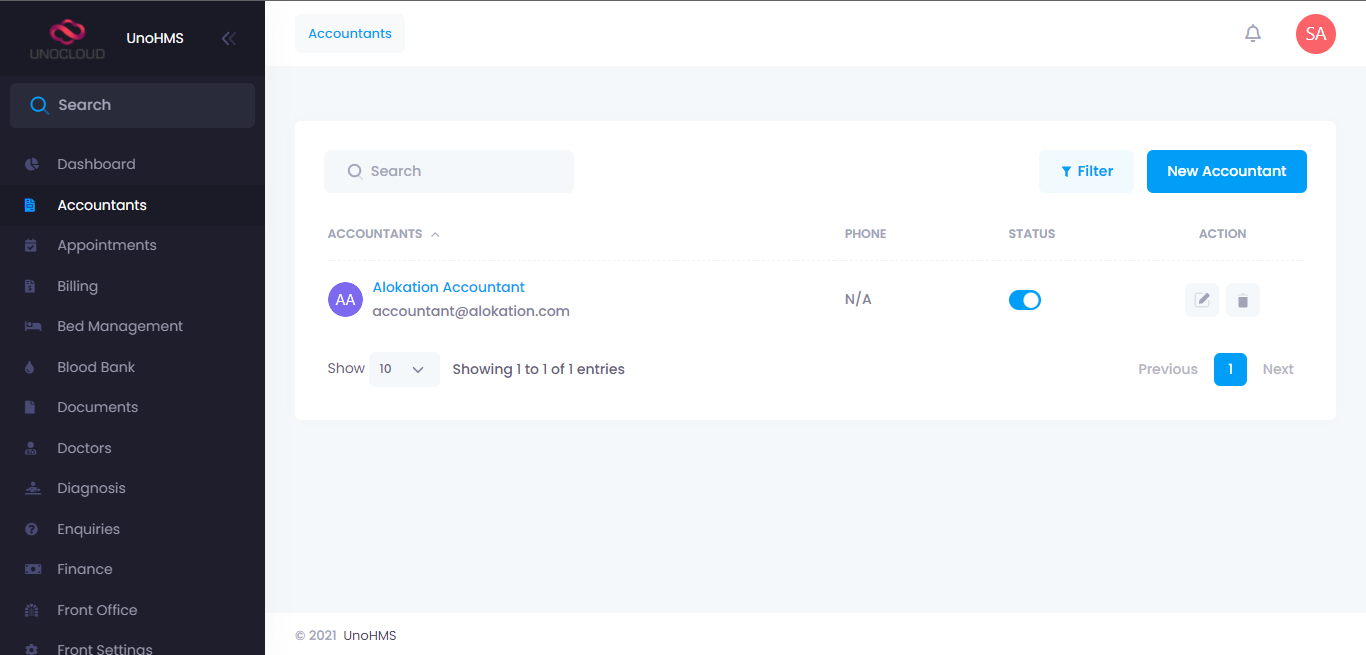 UNOCLOUD
UnoHMS
Search
Dashboard
Accountants
Appointments
Billing
Bed Management
Blood Bank
Documents
Doctors
Diagnosis
Enquiries
Finance
Front Office
Front Settings
Accountants
SA
Search
Filter
New Accountant
ACCOUNTANTS PHONE STATUS ACTION
AA
Alokation Accountant
accountant@alokation.com
N/A
Show 10 Showing 1 to 1 of 1 entries
Previous 1 Next
© 2021 UnoHMS